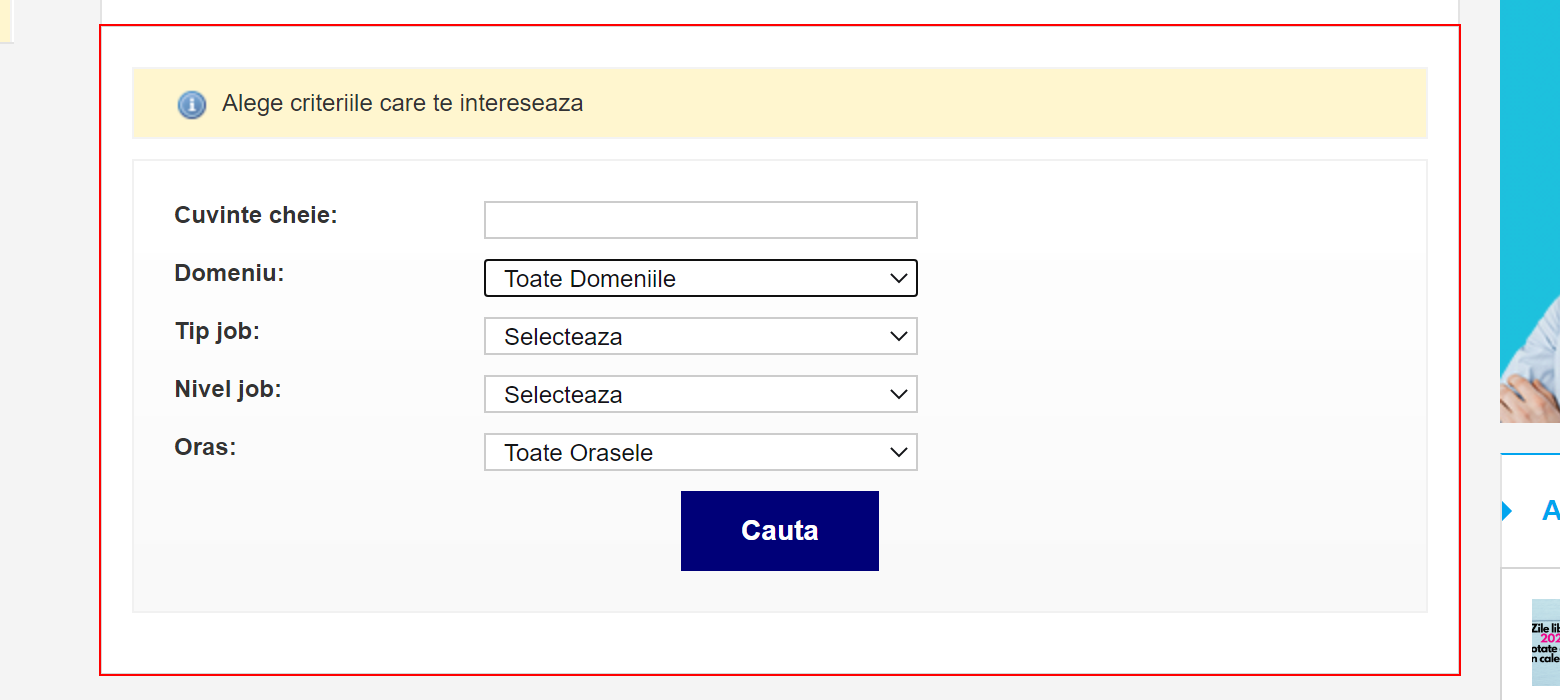 Alege criteriile care te intereseaza
Cuvinte cheie:
Domeniu:
Toate Domeniile
Tip job:
Selecteaza
Nivel job:
Selecteaza
Oras:
Toate Orasele
Cauta
A
Zile lib
202
otate
n cale